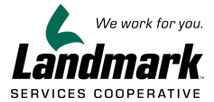 We work for you.
Landmark
SERVICES COOPERATIVE